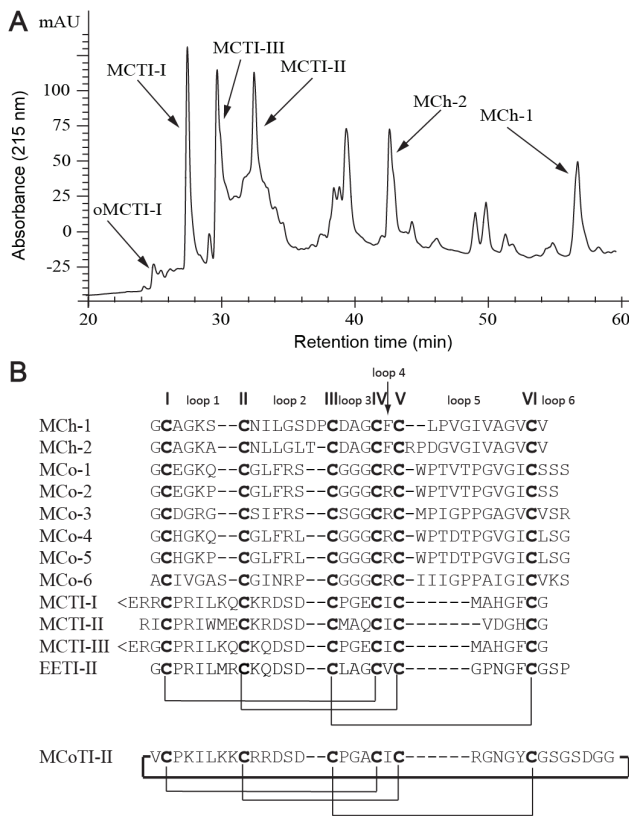 A
mAU
Absorbance (215 nm)
100
75
50
25
0
-25
MCTI-I
MCTI-III
MCTI-II
MCh-2
MCh-1
oMCTI-I
20 30 40 50 60
Retention time (min)
B
loop 4
I loop 1 II loop 2 III loop 3 IV V loop 5 VI loop 6
MCh-1 GCAGKS--CNILGSDPCDAGCFC--LPVGIVAGVCV
MCh-2 GCAGKA--CNLLGLT-CDAGCFCRPDGVGIVAGVCV
MCo-1 GCEGKQ--CGLFRS--CGGGCRC-WPTVTPGVGICSSS
MCo-2 GCEGKP--CGLFRS--CGGGCRC-WPTVTPGVGICSS
MCo-3 GCDGRG--CSIFRS--CSGGCRC-MPIGPPGAGVCVSR
MCo-4 GCHGKQ--CGLFRL--CGGGCRC-WPTDTPGVGICLSG
MCo-5 GCHGKP--CGLFRL--CGGGCRC-WPTDTPGVGICLSG
MCo-6 ACIVGAS-CGINRP--CGGGCRC-IIIGPPAIGICVKS
MCTI-I <ERRCPRILKQCKRDSD--CPGECIC-------MAHGFCG
MCTI-II RICPRIWMECKRDSD--CMAQCIC--------VDGHCG
MCTI-III <ERGCPRILKQCKQDSD--CPGECIC-------MAHGFCG
EETI-II GCPRILMRCKQDSD--CLAGCVC-------GPNGFCGSP
MCoTI-II VCPKILKKCRRDSD--CPGACIC------RGNGYCGSGSDGG